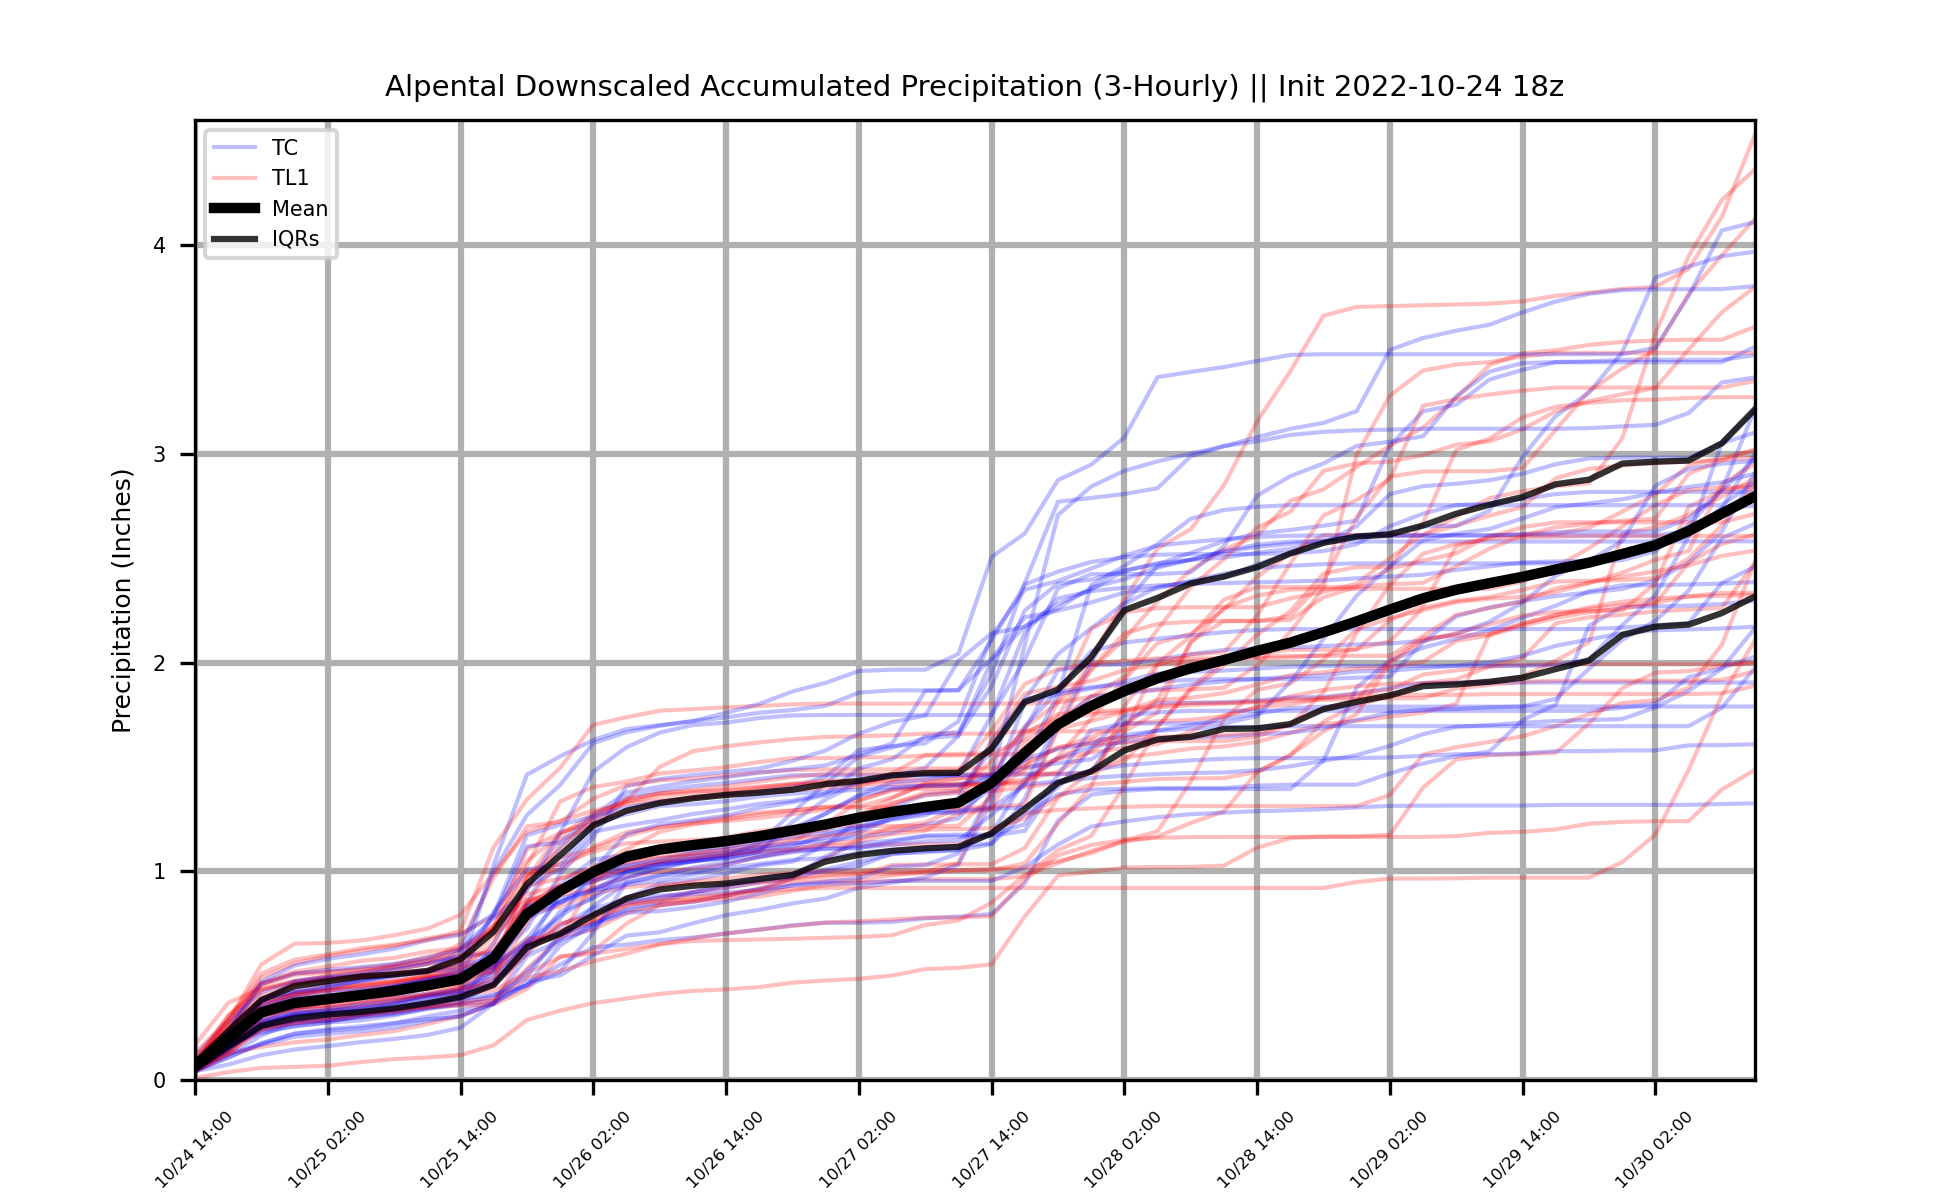 Alpental Downscaled Accumulated Precipitation (3-Hourly) || Init 2022-10-24 18z
TC
TL1
Mean
IQRs
Precipitation (Inches)
4
3
2
1
0
10/24 14:00
10/25 02:00
10/25 14:00
10/26 02:00
10/26 14:00
10/27 02:00
10/27 14:00
10/28 02:00
10/28 14:00
10/29 02:00
10/29 14:00
10/30 02:00